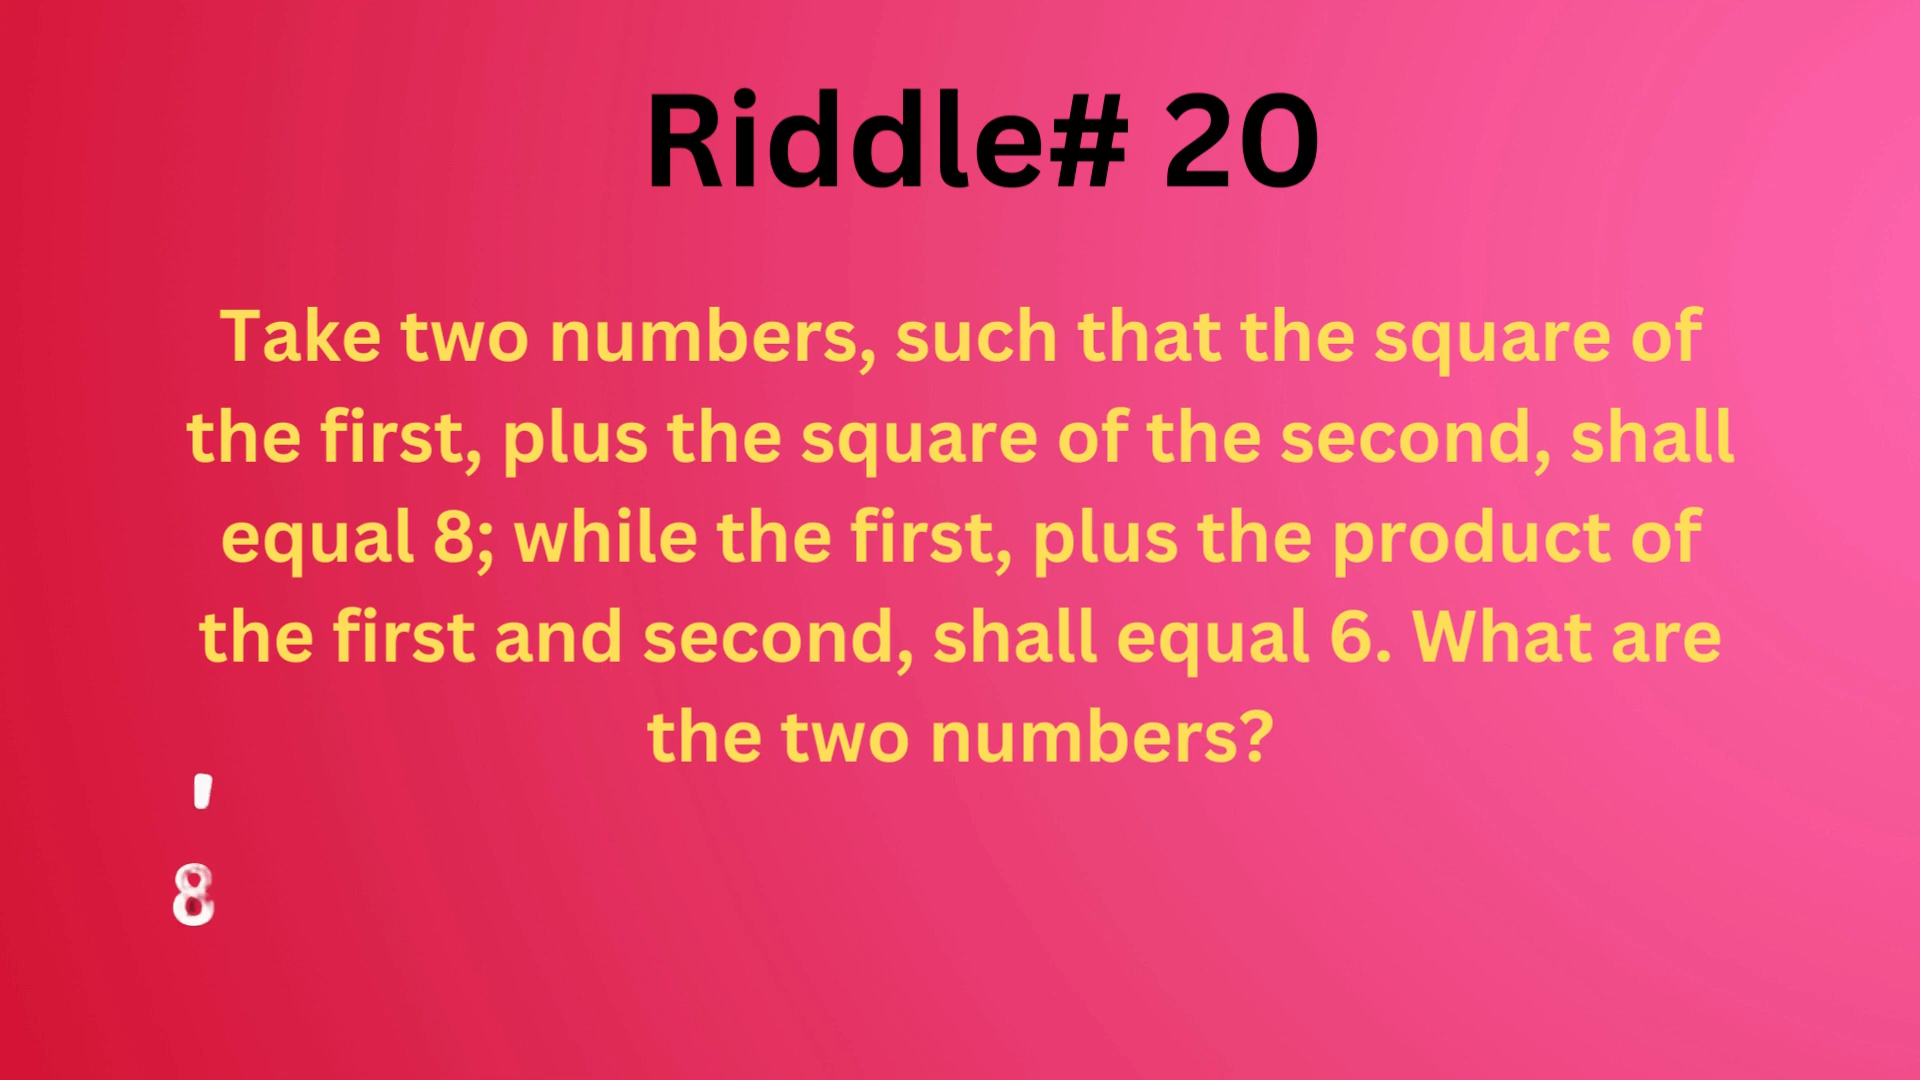 Riddle# 20
Take two numbers, such that the square of
the first, plus the square of the second, shall
equal 8; while the first, plus the product of
the first and second, shall equal 6. What are
the two numbers?
'
8